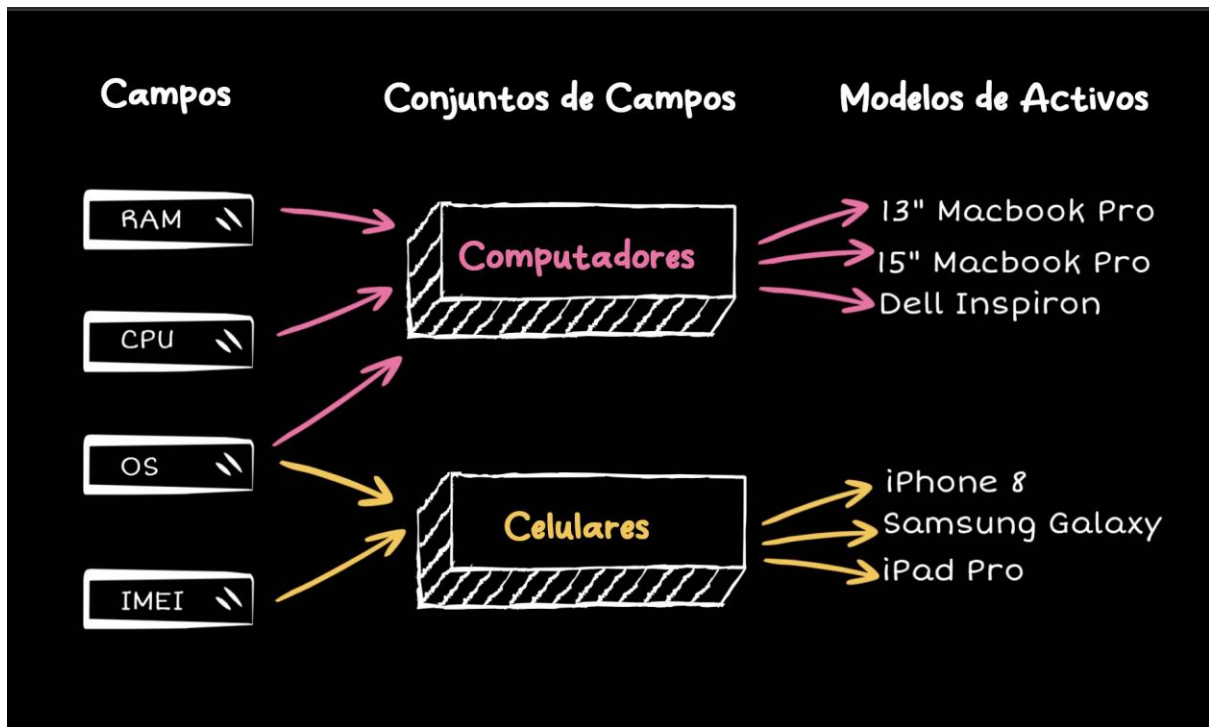 Campos
Conjuntos de Campos
Modelos de Activos
RAM
CPU
OS
IMEI
Computadores
Celulares
13" Macbook Pro
15" Macbook Pro
Dell Inspiron
iPhone 8
Samsung Galaxy
iPad Pro